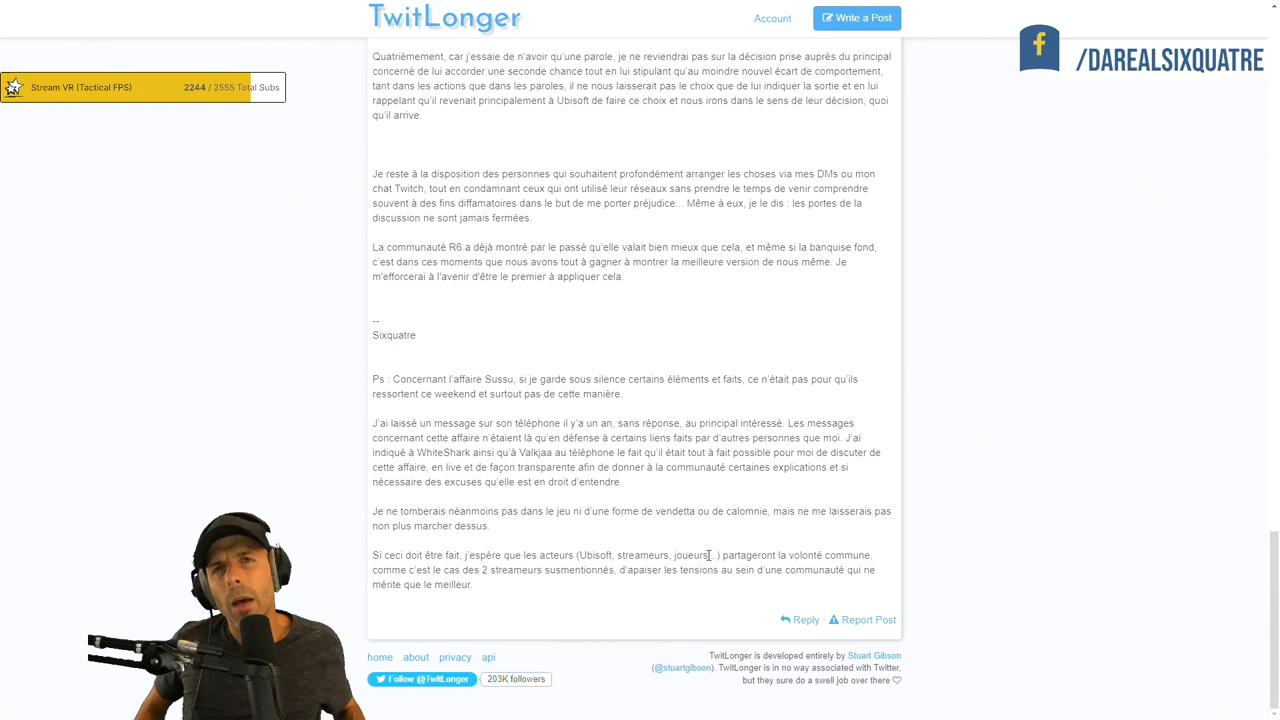 TwitLonger
Account
Write a Post
/DAREALSIXQUATRE
Stream VR (Tactical FPS)
2244 / 2555 Total Subs
Quatrièmement, car j'essaie de n'avoir qu'une parole, je ne reviendrai pas sur la décision prise auprès du principal
concerné de lui accorder une seconde chance tout en lui stipulant qu'au moindre nouvel écart de comportement,
tant dans les actions que dans les paroles, il ne nous laisserait pas le choix que de lui indiquer la sortie et en lui
rappelant qu'il revenait principalement à Ubisoft de faire ce choix et nous irons dans le sens de leur décision, quoi
qu'il arrive.
Je reste à la disposition des personnes qui souhaitent profondément arranger les choses via mes DMs ou mon
chat Twitch, tout en condamnant ceux qui ont utilisé leur réseaux sans prendre le temps de venir comprendre
souvent à des fins diffamatoires dans le but de me porter préjudice... Même à eux, je le dis : les portes de la
discussion ne sont jamais fermées.
La communauté R6 a déjà montré par le passé qu'elle valait bien mieux que cela, et même si la banquise fond,
c'est dans ces moments que nous avons tout à gagner à montrer la meilleure version de nous même. Je
m'efforcerai à l'avenir d'être le premier à appliquer cela.
--
Sixquatre
Ps : Concernant l'affaire Sussu, si je garde sous silence certains éléments et faits, ce n'était pas pour qu'ils
ressortent ce weekend et surtout pas de cette manière.
J'ai laissé un message sur son téléphone il y'a un an, sans réponse, au principal intéressé. Les messages
concernant cette affaire n'étaient là qu'en défense à certains liens faits par d'autres personnes que moi. J'ai
indiqué à WhiteShark ainsi qu'à Valkjaa au téléphone le fait qu'il était tout à fait possible pour moi de discuter de
cette affaire, en live et de façon transparente afin de donner à la communauté certaines explications et si
nécessaire des excuses qu'elle est en droit d'entendre.
Je ne tomberais néanmoins pas dans le jeu ni d'une forme de vendetta ou de calomnie, mais ne me laisserais pas
non plus marcher dessus.
Si ceci doit être fait, j'espère que les acteurs (Ubisoft, streameurs, joueurs...) partageront la volonté commune,
comme c'est le cas des 2 streameurs susmentionnés, d'apaiser les tensions au sein d'une communauté qui ne
mérite que le meilleur.
Reply · Report Post
home about privacy api
Follow @TwitLonger 203K followers
TwitLonger is developed entirely by Stuart Gibson
(@stuartgibson). TwitLonger is in no way associated with Twitter,
but they sure do a swell job over there